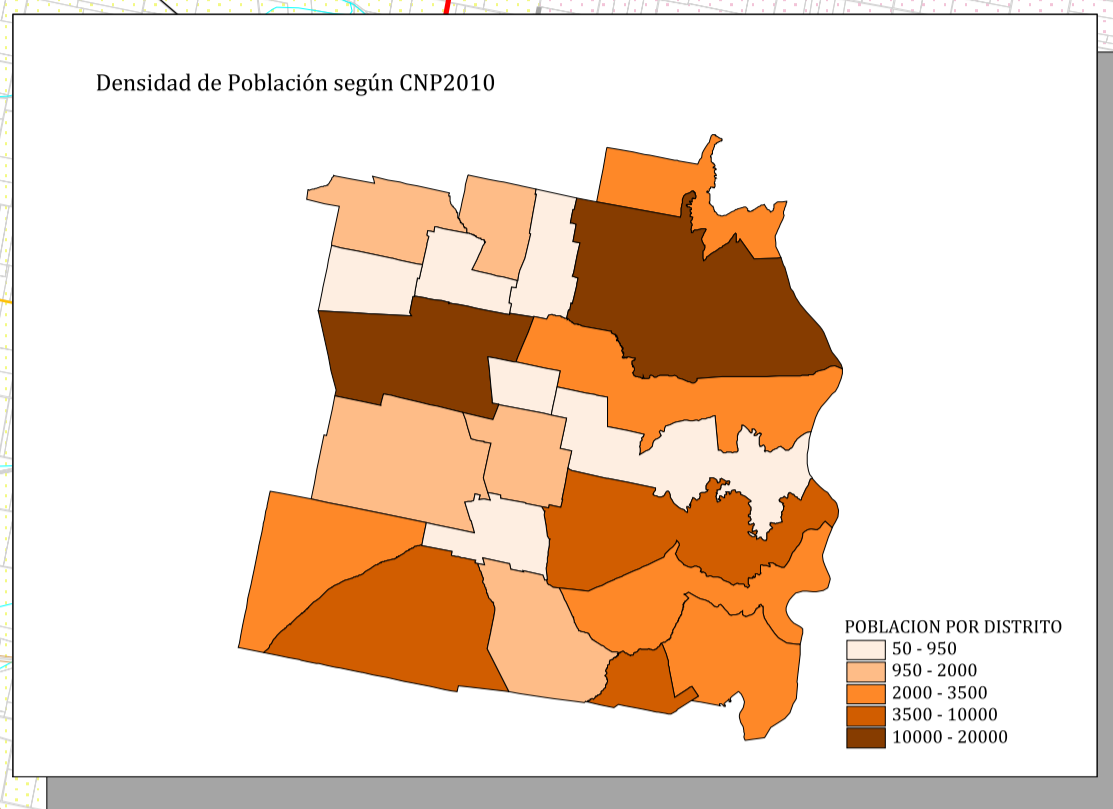 Densidad de Población según CNP2010
POBLACION POR DISTRITO
50 - 950
950 - 2000
2000 - 3500
3500 - 10000
10000 - 20000